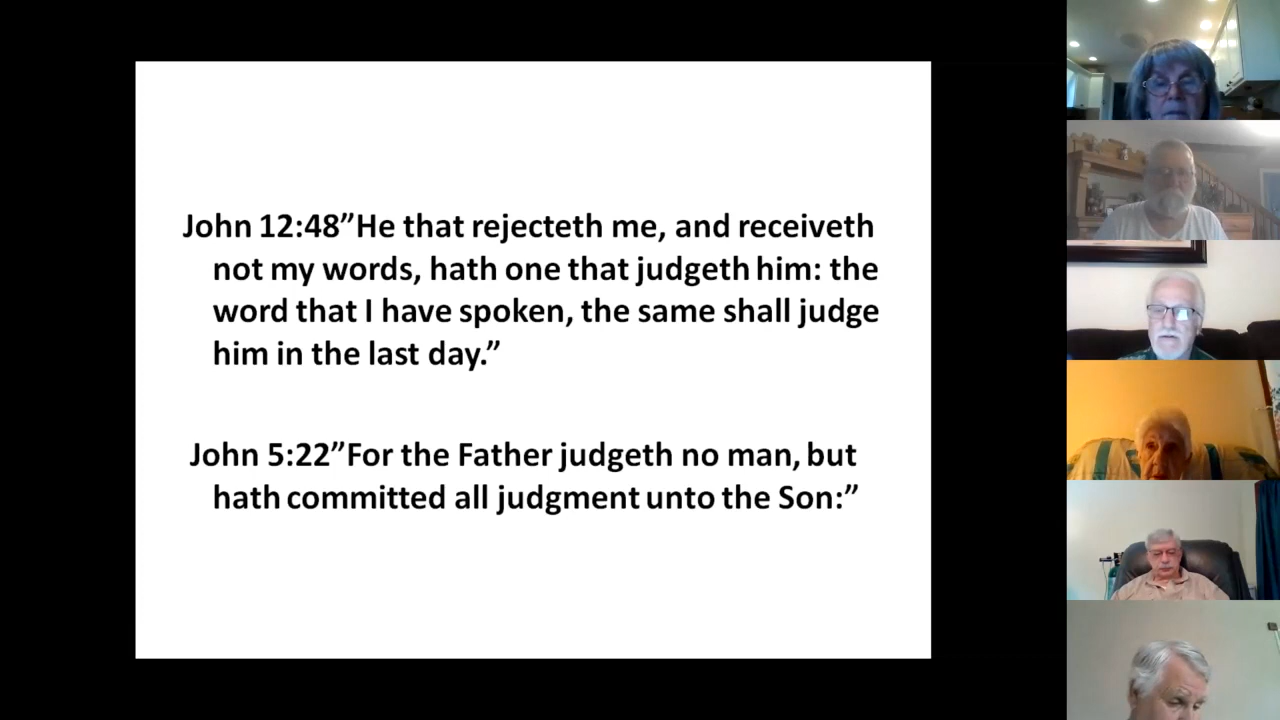 John 12:48”He that rejecteth me, and receiveth
not my words, hath one that judgeth him: the
word that I have spoken, the same shall judge
him in the last day.”
John 5:22”For the Father judgeth no man, but
hath committed all judgment unto the Son:”